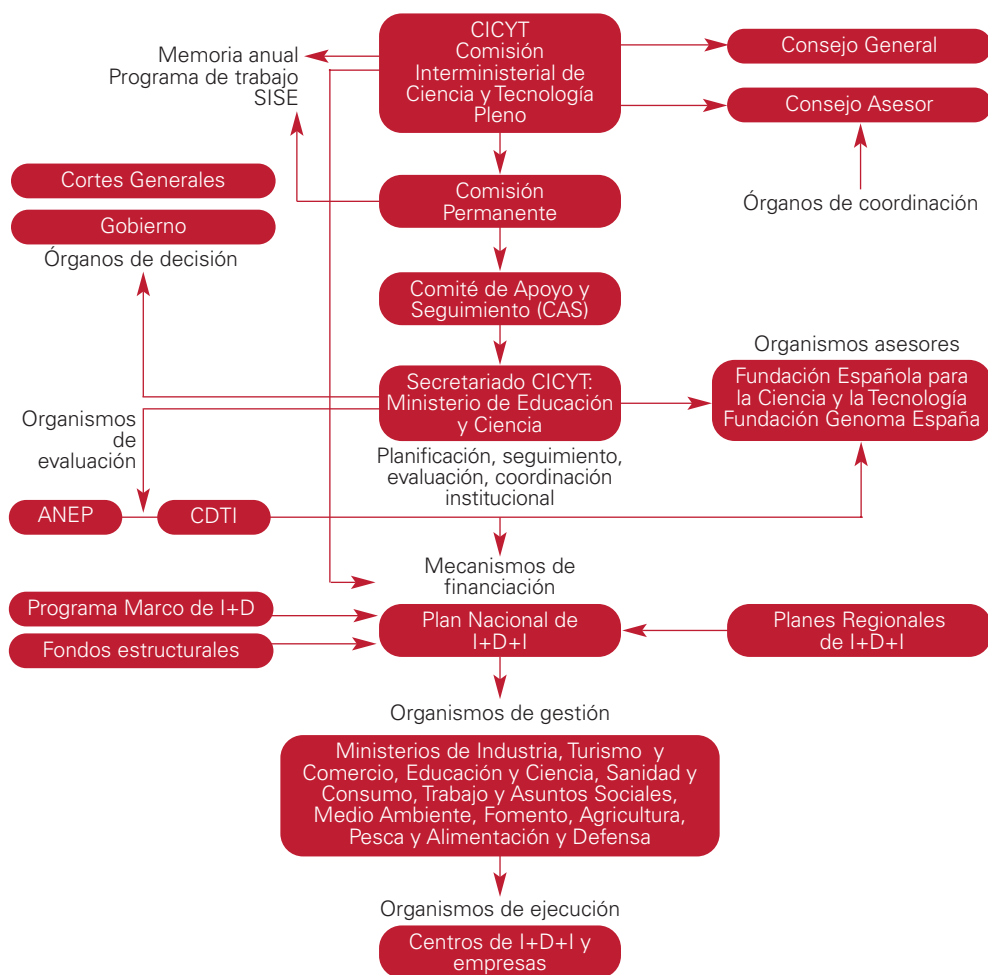 CICYT
Comisión
Interministerial de
Ciencia y Tecnología
Pleno
Memoria anual
Programa de trabajo
SISE
Consejo General
Consejo Asesor
Órganos de coordinación
Cortes Generales
Gobierno
Órganos de decisión
Comisión
Permanente
Comité de Apoyo y
Seguimiento (CAS)
Secretariado CICYT:
Ministerio de Educación
y Ciencia
Planificación, seguimiento,
evaluación, coordinación
institucional
Organismos asesores
Fundación Española para
la Ciencia y la Tecnología
Fundación Genoma España
Organismos
de
evaluación
ANEP
CDTI
Mecanismos de
financiación
Programa Marco de I+D
Fondos estructurales
Plan Nacional de
I+D+I
Planes Regionales
de I+D+I
Organismos de gestión
Ministerios de Industria, Turismo y
Comercio, Educación y Ciencia, Sanidad y
Consumo, Trabajo y Asuntos Sociales,
Medio Ambiente, Fomento, Agricultura,
Pesca y Alimentación y Defensa
Organismos de ejecución
Centros de I+D+I y
empresas